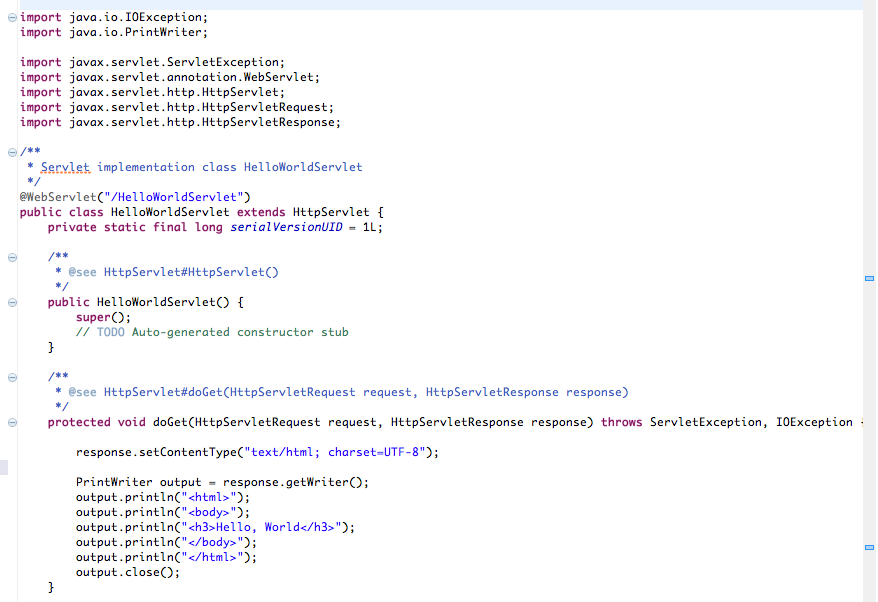 import java.io.IOException;
import java.io.PrintWriter;
import javax.servlet.ServletException;
import javax.servlet.annotation.WebServlet;
import javax.servlet.http.HttpServlet;
import javax.servlet.http.HttpServletRequest;
import javax.servlet.http.HttpServletResponse;
/**
 * Servlet implementation class HelloWorldServlet
 */
@WebServlet("/HelloWorldServlet")
public class HelloWorldServlet extends HttpServlet {
    private static final long serialVersionUID = 1L;
    /**
     * @see HttpServlet#HttpServlet()
     */
    public HelloWorldServlet() {
        super();
        // TODO Auto-generated constructor stub
    }
    /**
     * @see HttpServlet#doGet(HttpServletRequest request, HttpServletResponse response)
     */
    protected void doGet(HttpServletRequest request, HttpServletResponse response) throws ServletException, IOException {
        response.setContentType("text/html; charset=UTF-8");
        PrintWriter output = response.getWriter();
        output.println("<html>");
        output.println("<body>");
        output.println("<h3>Hello, World</h3>");
        output.println("</body>");
        output.println("</html>");
        output.close();
    }